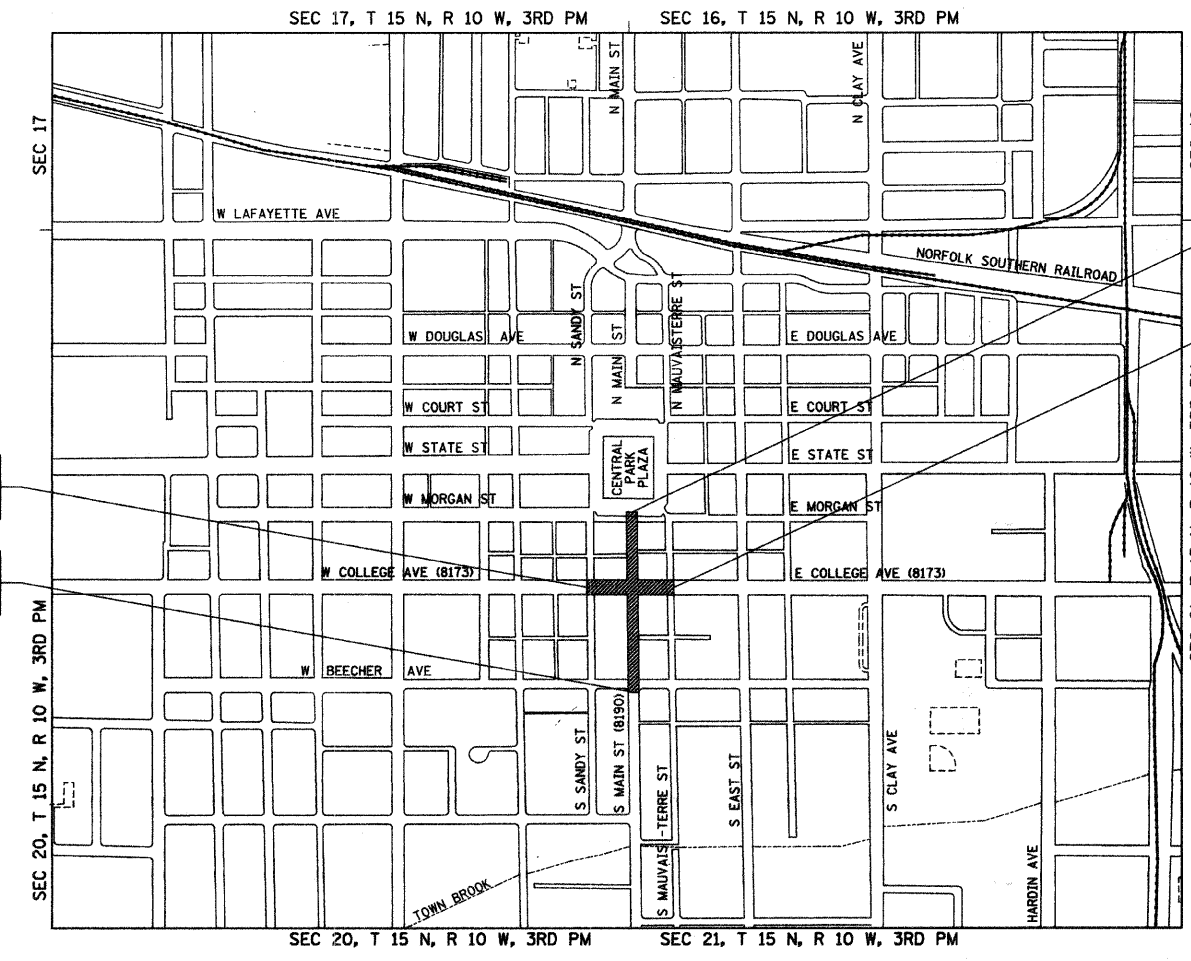 SEC 17, T 15 N, R 10 W, 3RD PM
SEC 16, T 15 N, R 10 W, 3RD PM
SEC 17
N MAIN ST
N CLAY AVE
W LAFAYETTE AVE
NORFOLK SOUTHERN RAILROAD
N SANDY ST
N MAIN ST
N MAUVAISTERRE ST
W DOUGLAS AVE
E DOUGLAS AVE
W COURT ST
E COURT ST
W STATE ST
E STATE ST
CENTRAL
PARK
PLAZA
W MORGAN ST
E MORGAN ST
W COLLEGE AVE (8173)
E COLLEGE AVE (8173)
W BEECHER AVE
SEC 20, T 15 N, R 10 W, 3RD PM
S SANDY ST
S MAIN ST (8190)
S MAUVAIS-TERRE ST
S EAST ST
S CLAY AVE
HARDIN AVE
TOWN BROOK
SEC 20, T 15 N, R 10 W, 3RD PM
SEC 21, T 15 N, R 10 W, 3RD PM